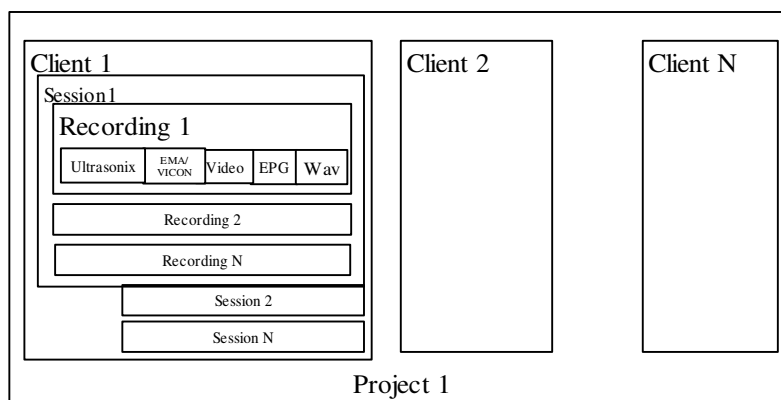 Client 1
Client 2
Client N
Session1
Recording 1
Ultrasonix
EMA/
VICON
Video
EPG
Wav
Recording 2
Recording N
Session 2
Session N
Project 1